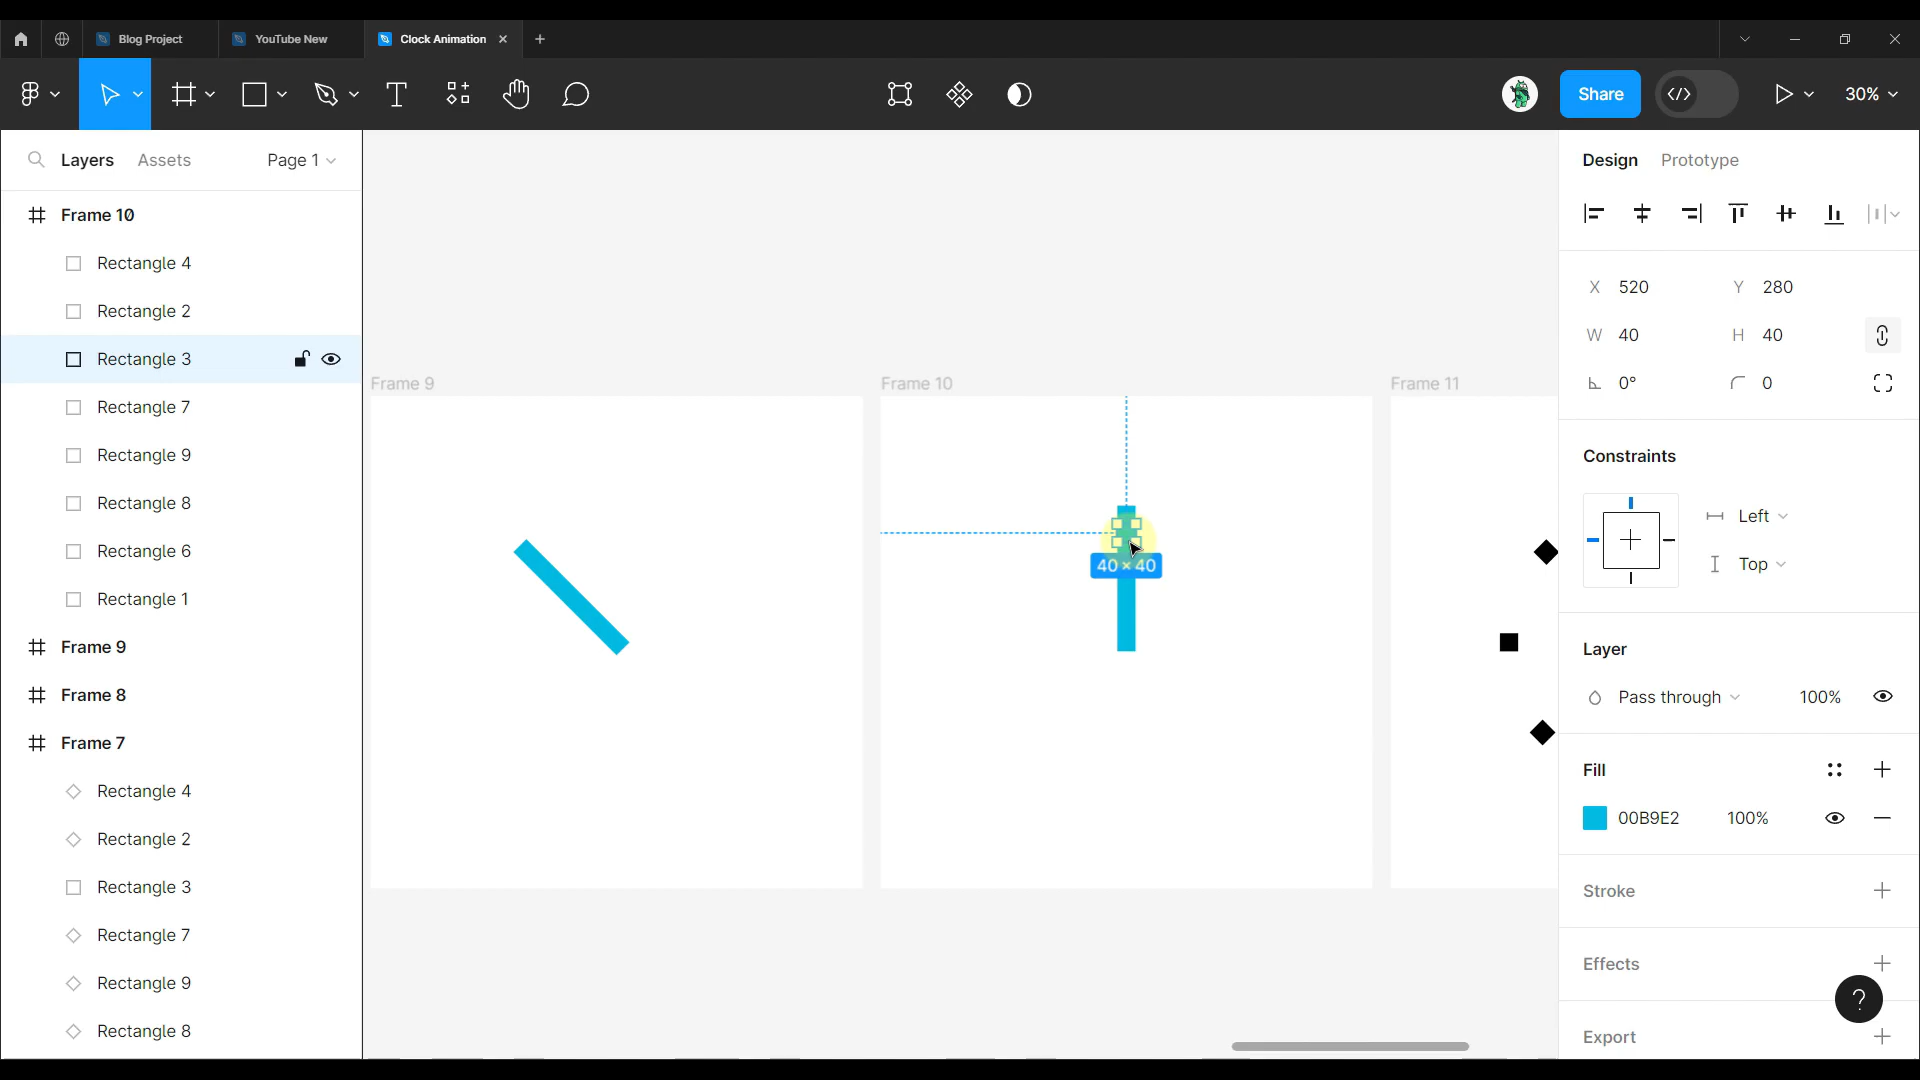 Blog Project
YouTube New
Clock Animation
Share
30%
Layers
Assets
Page 1
Frame 10
Rectangle 4
Rectangle 2
Rectangle 3
Rectangle 7
Rectangle 9
Rectangle 8
Rectangle 6
Rectangle 1
Frame 9
Frame 8
Frame 7
Rectangle 4
Rectangle 2
Rectangle 3
Rectangle 7
Rectangle 9
Rectangle 8
Frame 9
Frame 10
Frame 11
40 × 40
Design
Prototype
X 520
Y 280
W 40
H 40
0°
0
Constraints
Left
Top
Layer
Pass through
100%
Fill
00B9E2
100%
Stroke
Effects
?
Export